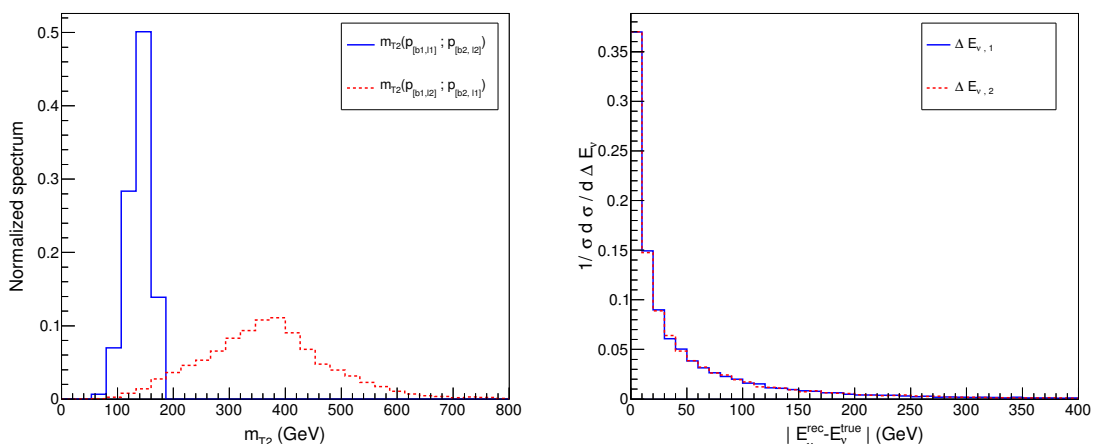 Normalized spectrum
0.5
0.4
0.3
0.2
0.1
0
0 100 200 300 400 500 600 700 800
m_T2 (GeV)
m_T2(p_[b1,l1] ; p_[b2, l2])
m_T2(p_[b1,l2] ; p_[b2, l1])
1/ σ d σ / d Δ E_ν
0.35
0.3
0.25
0.2
0.15
0.1
0.05
0
0 50 100 150 200 250 300 350 400
| E^rec-E_ν^true | (GeV)
Δ E_ν , 1
Δ E_ν , 2